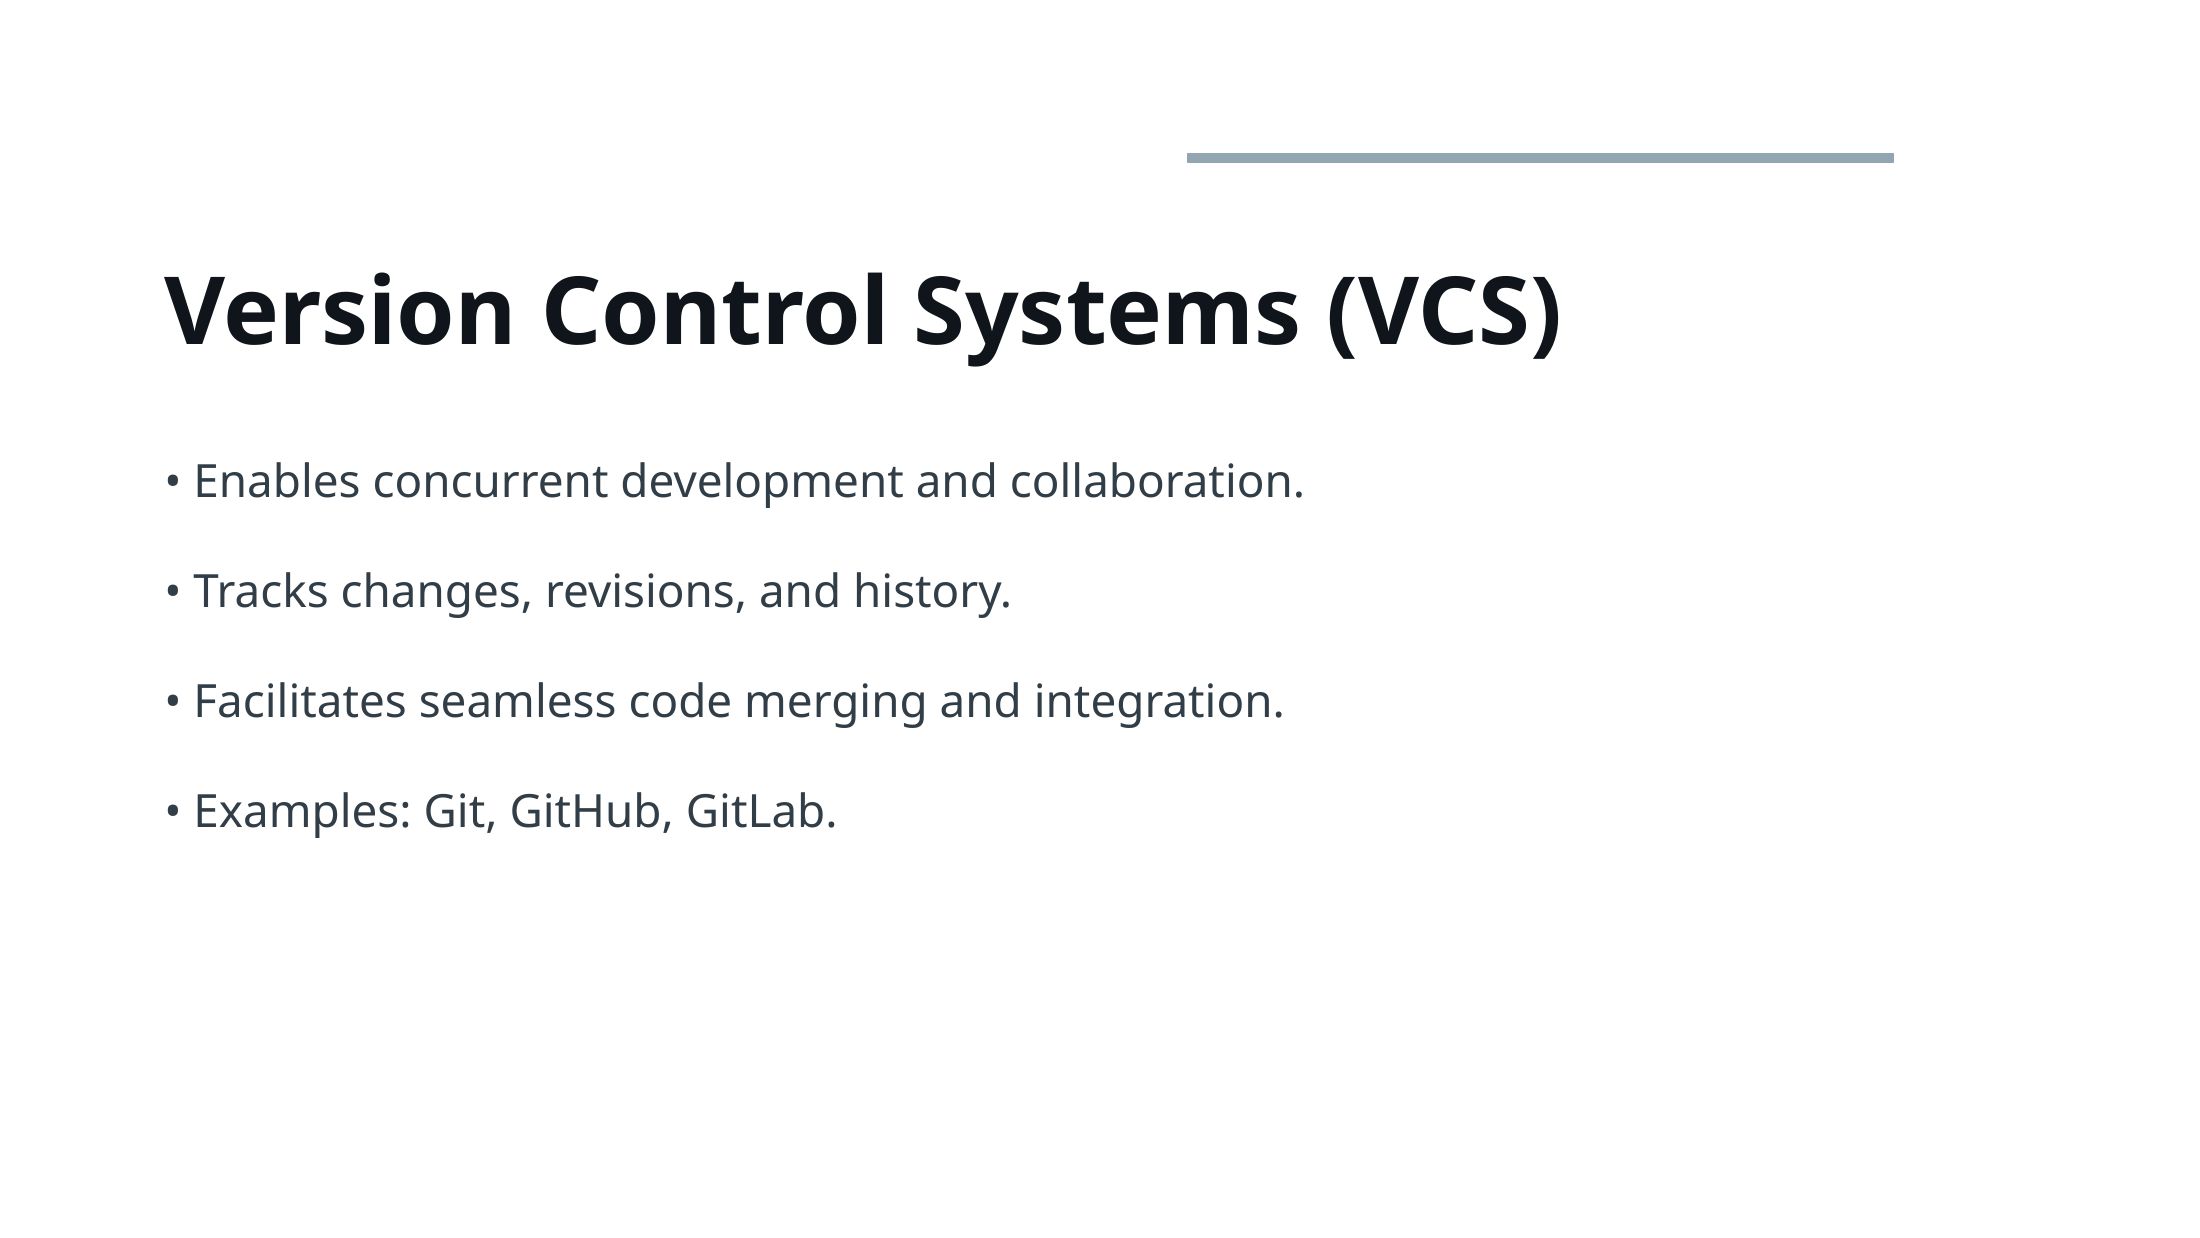 Version Control Systems (VCS)
• Enables concurrent development and collaboration.
• Tracks changes, revisions, and history.
• Facilitates seamless code merging and integration.
• Examples: Git, GitHub, GitLab.